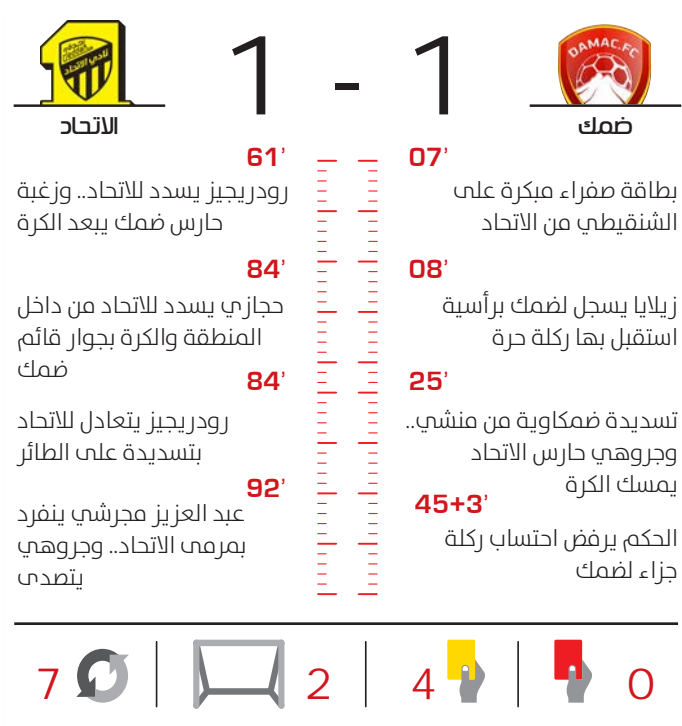 DAMAC.FC
1 - 1
ضمك
الاتحاد
07’
بطاقة صفراء مبكرة على
الشنقيطي من الاتحاد
08’
زيلايا يسجل لضمك برأسية
استقبل بها ركلة حرة
25’
تسديدة ضمكاوية من منشي..
وجروهي حارس الاتحاد
يمسك الكرة
45+3’
الحكم يرفض احتساب ركلة
جزاء لضمك
61’
رودريجيز يسدد للاتحاد.. وزغبة
حارس ضمك يبعد الكرة
84’
حجازي يسدد للاتحاد من داخل
المنطقة والكرة بجوار قائم
ضمك
84’
رودريجيز يتعادل للاتحاد
بتسديدة على الطائر
92’
عبد العزيز مجرشي ينفرد
بمرمى الاتحاد.. وجروهي
يتصدى
0
4
2
7